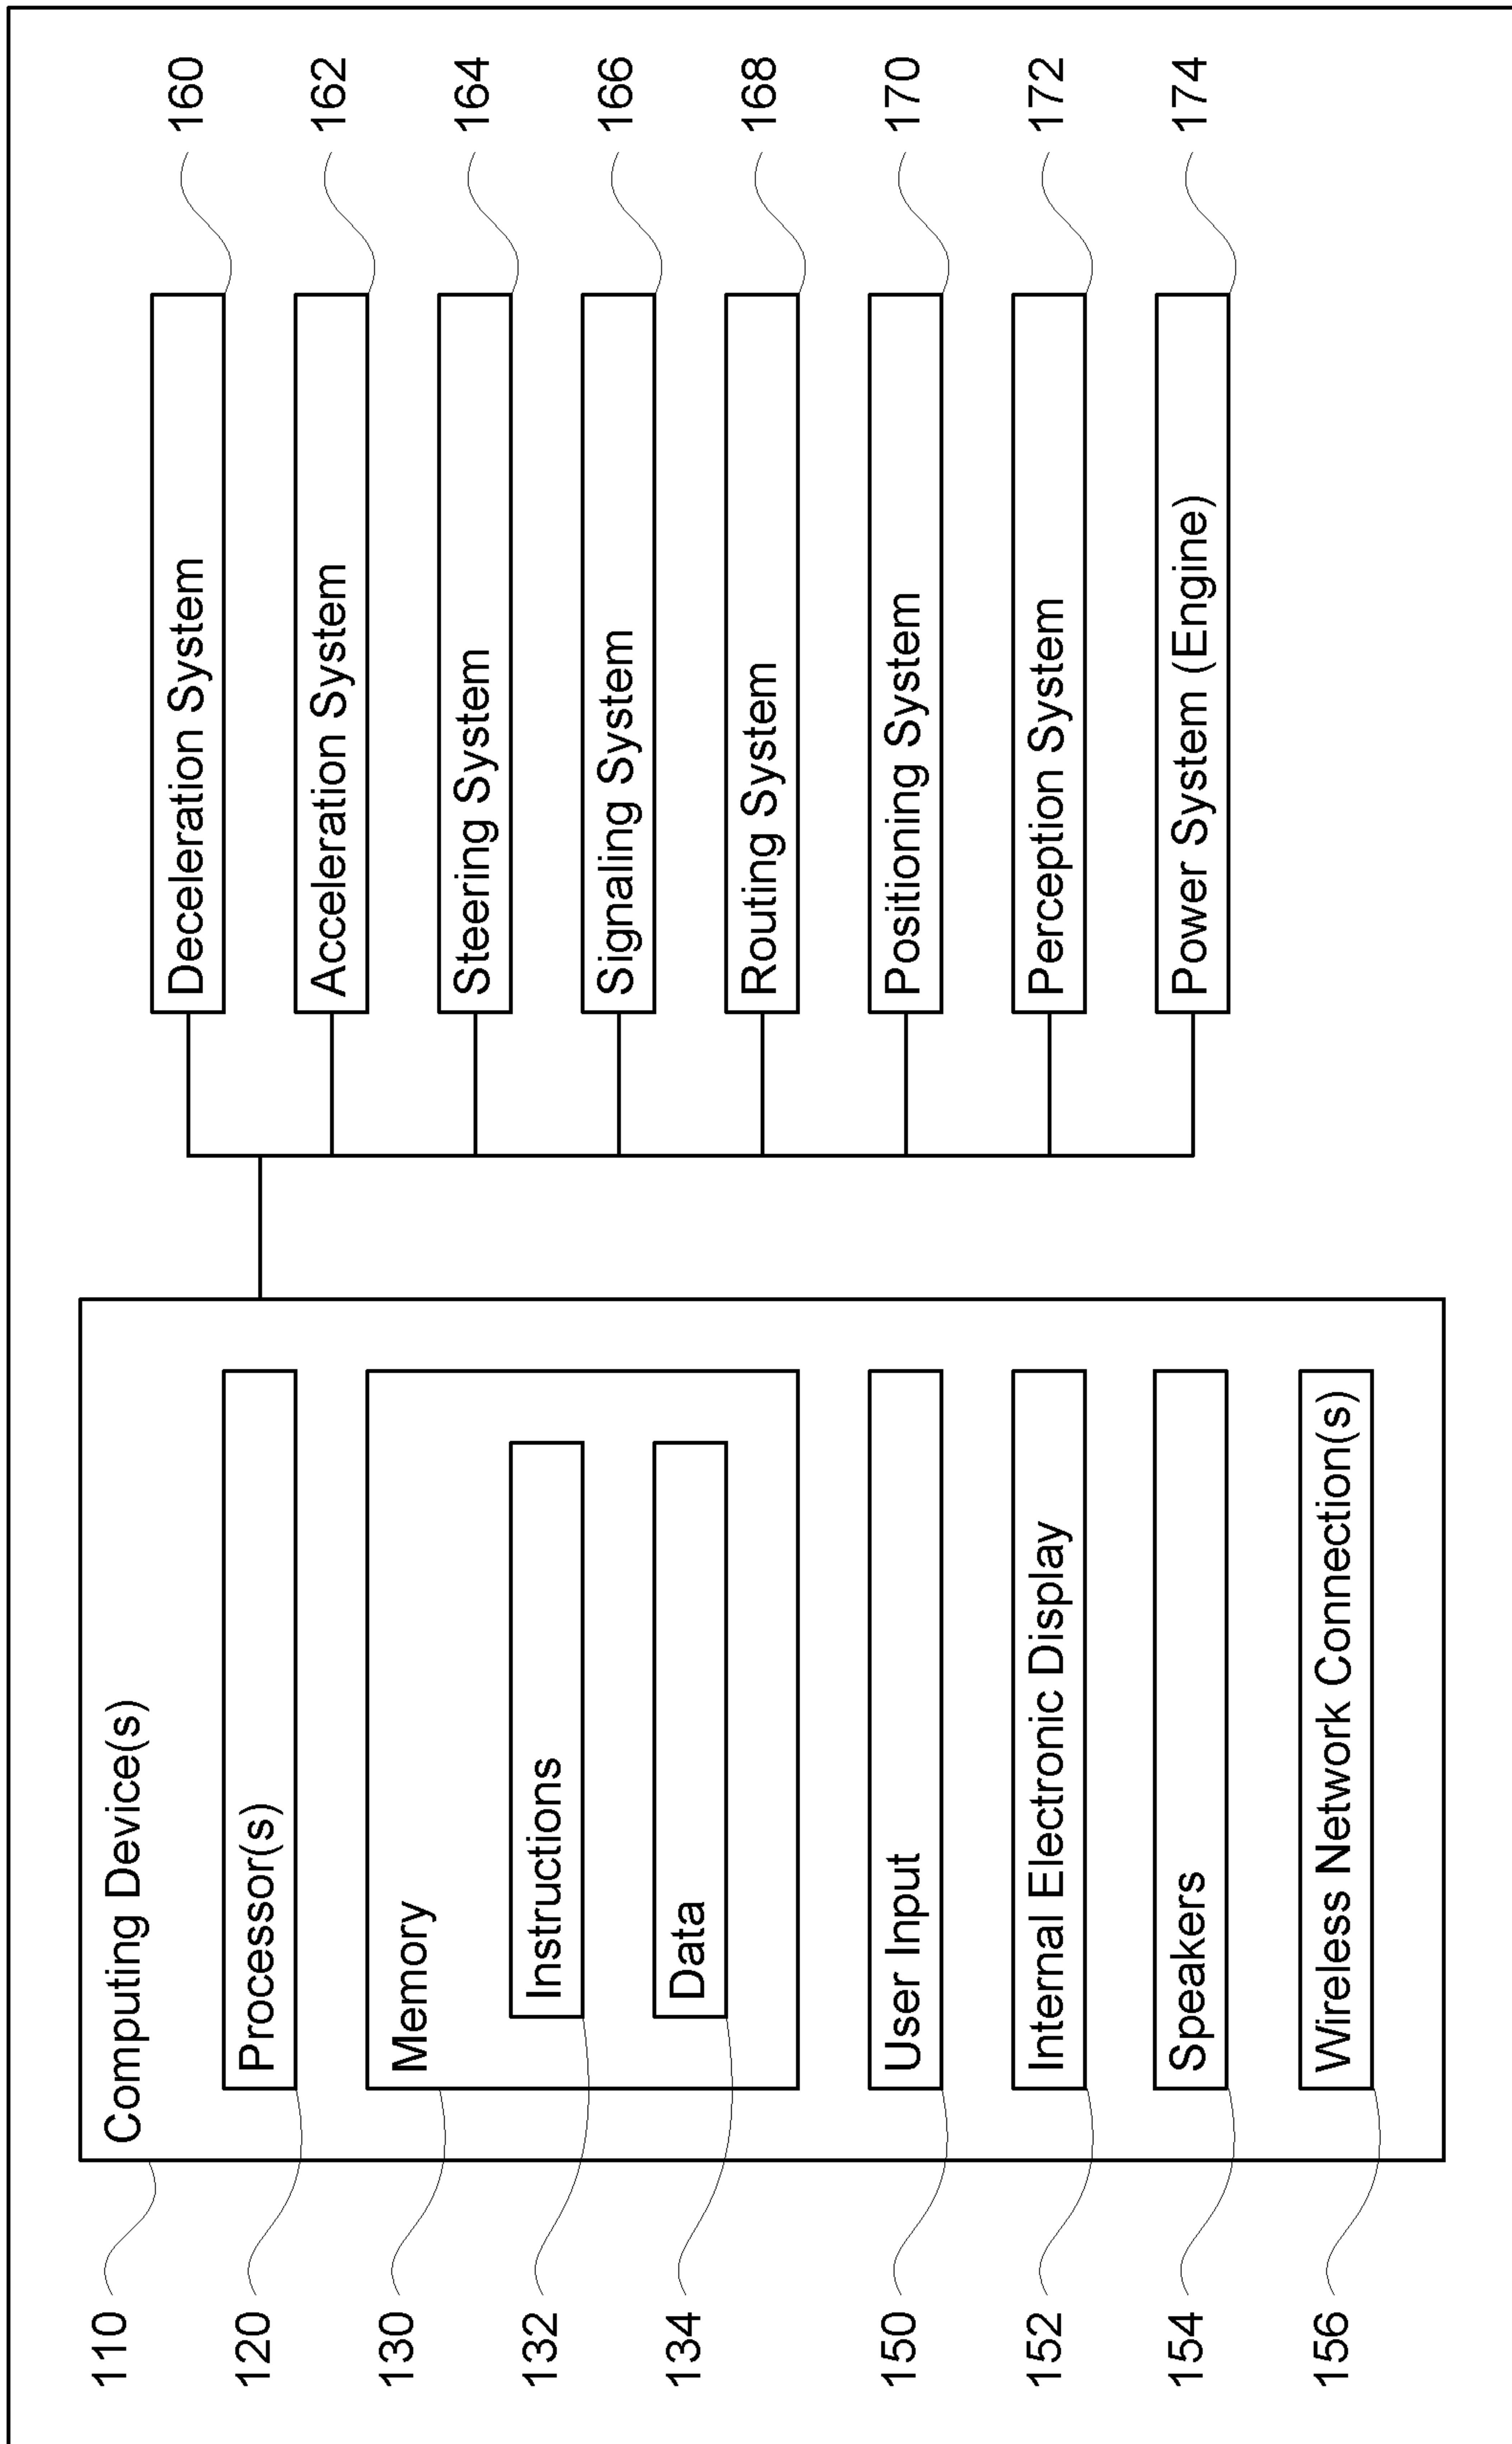 110
Computing Device(s)
120
Processor(s)
130
Memory
132
Instructions
134
Data
150
User Input
152
Internal Electronic Display
154
Speakers
156
Wireless Network Connection(s)
Deceleration System
160
Acceleration System
162
Steering System
164
Signaling System
166
Routing System
168
Positioning System
170
Perception System
172
Power System (Engine)
174